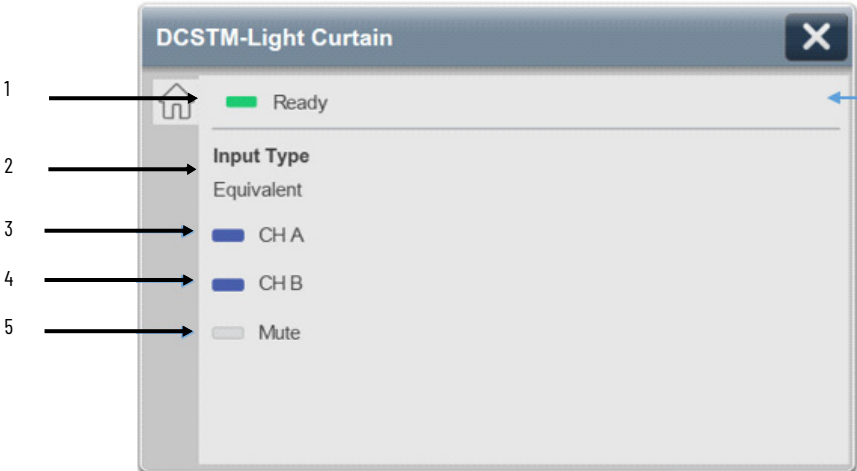 DCSTM-Light Curtain
1 Ready
2 Input Type
Equivalent
3 CH A
4 CH B
5 Mute